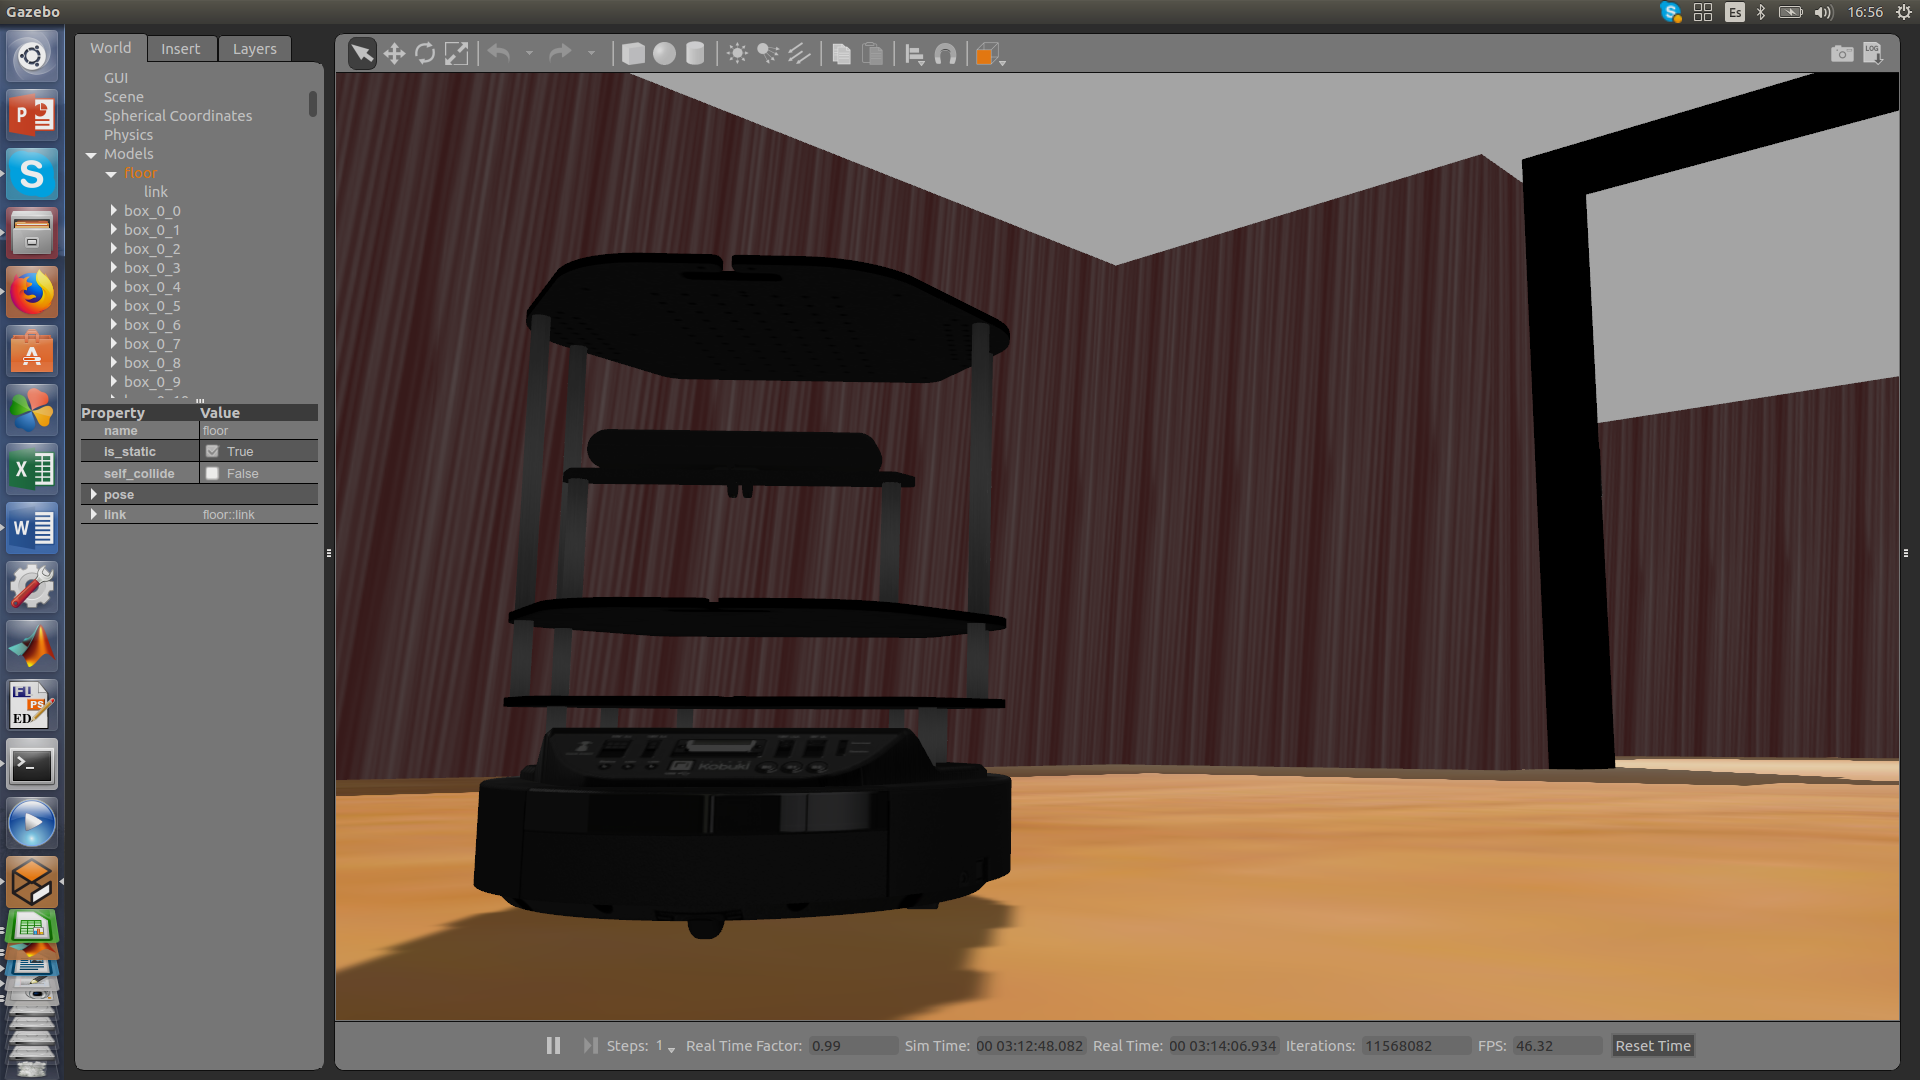 Gazebo
Es
16:56
World
Insert
Layers
LOG
GUI
Scene
Spherical Coordinates
Physics
Models
floor
link
box_0_0
box_0_1
box_0_2
box_0_3
box_0_4
box_0_5
box_0_6
box_0_7
box_0_8
box_0_9
Property Value
name floor
is_static True
self_collide False
pose
link floor::link
Kobuki
Steps: 1
Real Time Factor: 0.99
Sim Time: 00 03:12:48.082
Real Time: 00 03:14:06.934
Iterations: 11568082
FPS: 46.32
Reset Time